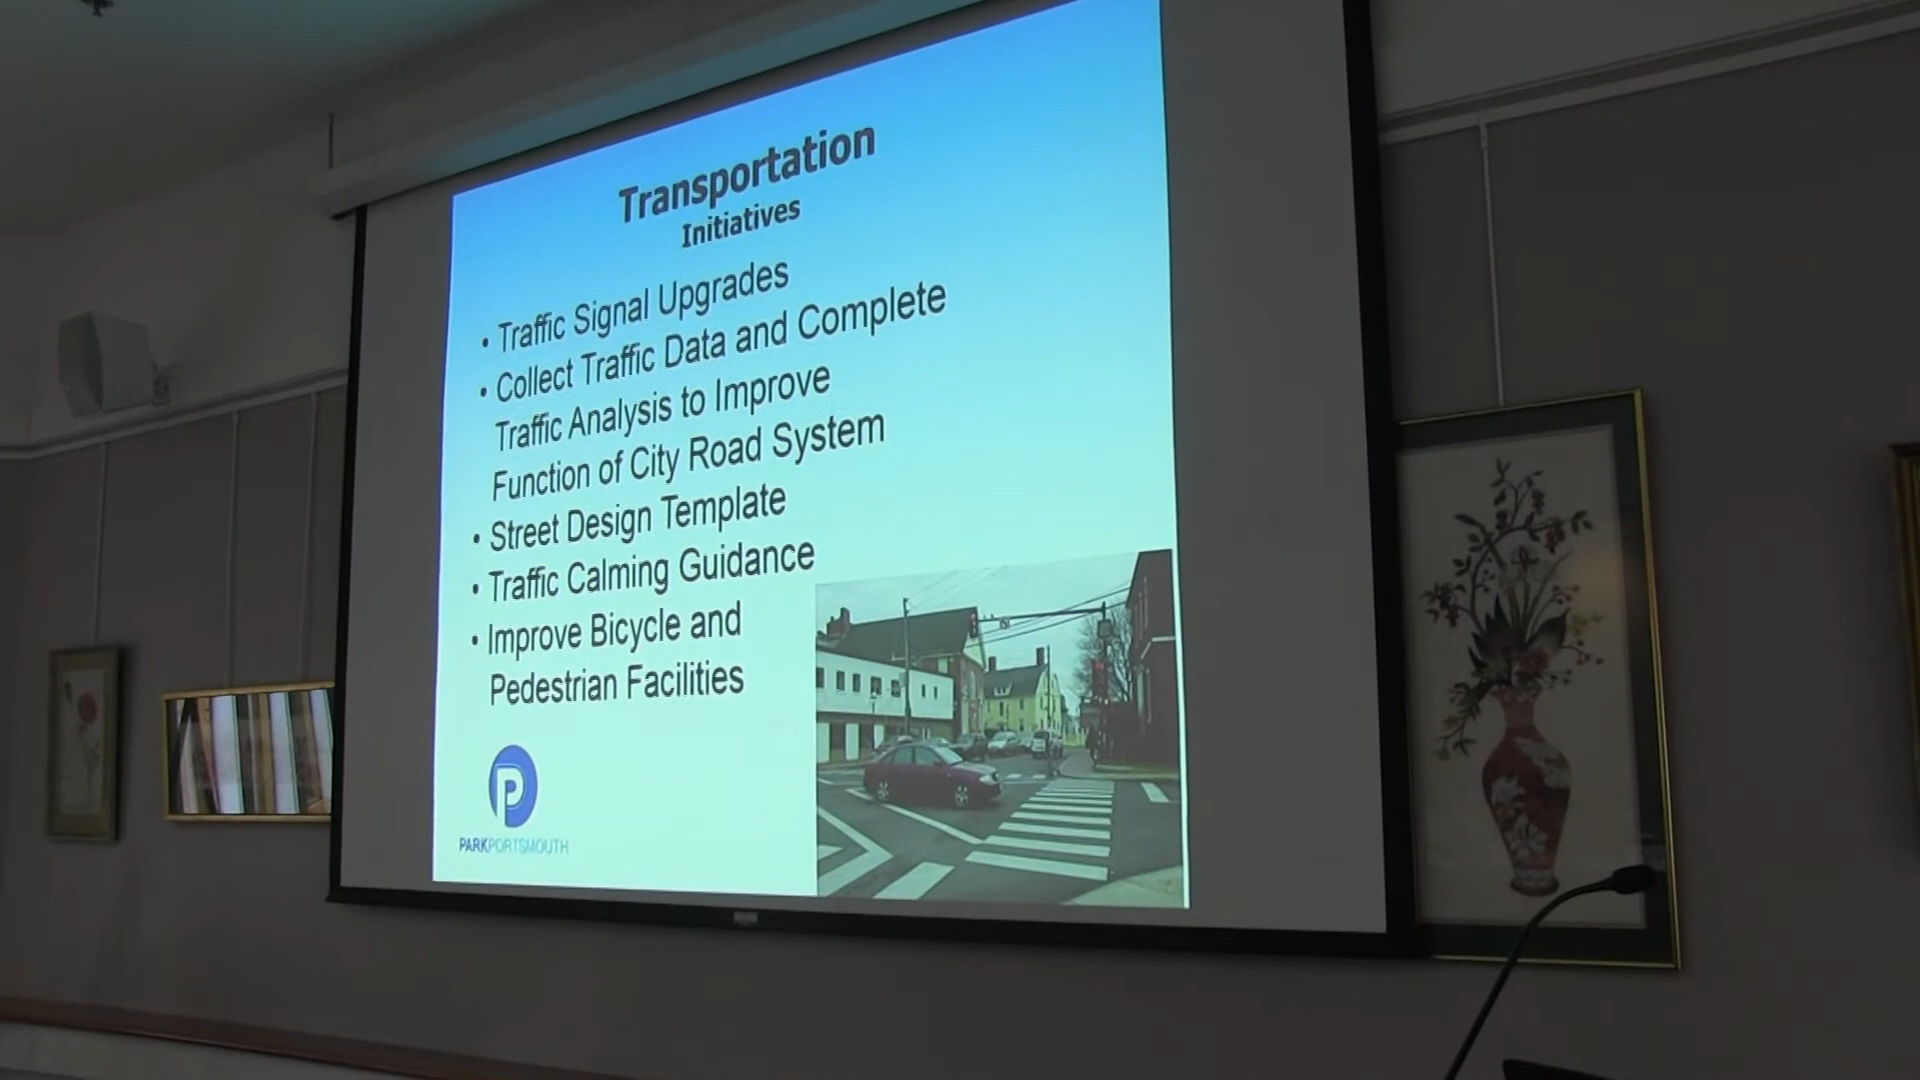 Transportation
Initiatives
• Traffic Signal Upgrades
• Collect Traffic Data and Complete
Traffic Analysis to Improve
Function of City Road System
• Street Design Template
• Traffic Calming Guidance
• Improve Bicycle and
Pedestrian Facilities
P
PARKPORTSMOUTH